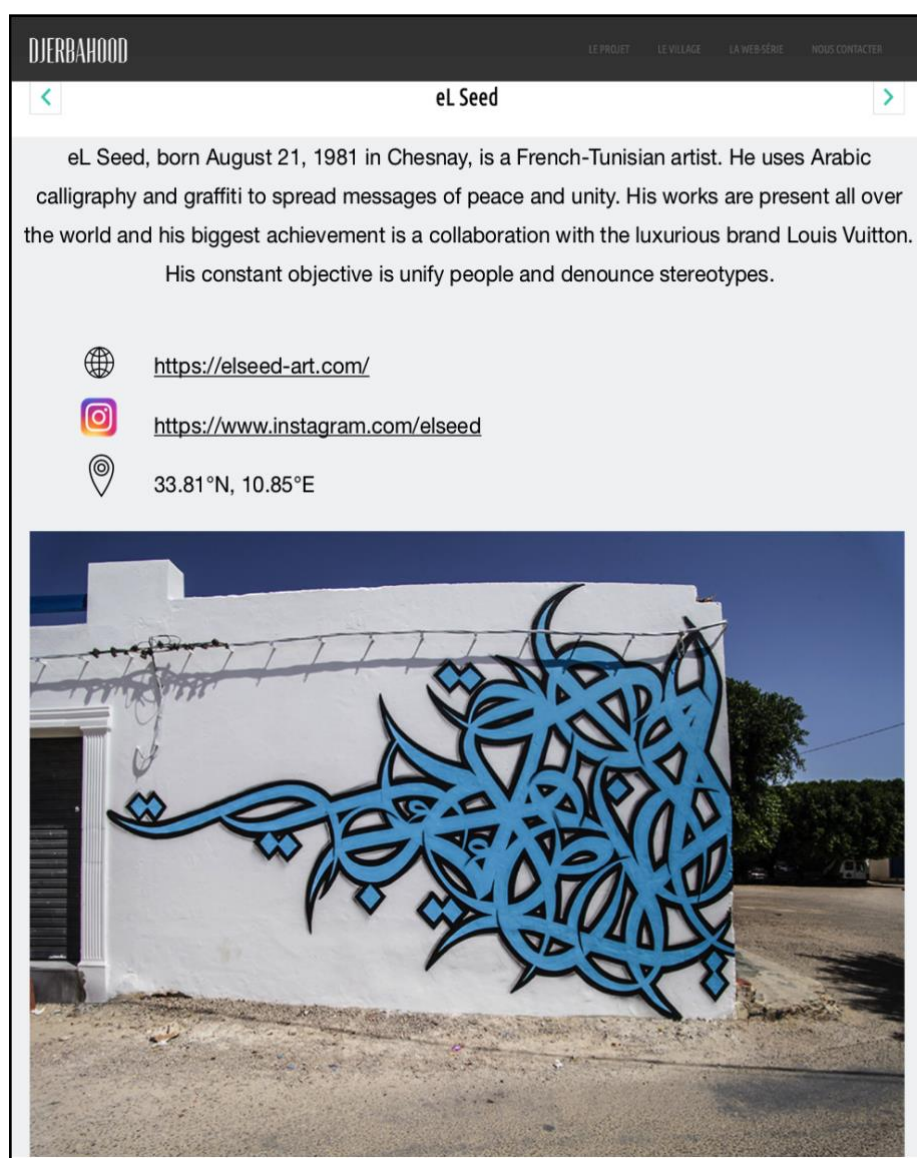 DJERBAHOOD
LE PROJET LE VILLAGE LA WEB-SÉRIE NOUS CONTACTER
eL Seed
eL Seed, born August 21, 1981 in Chesnay, is a French-Tunisian artist. He uses Arabic
calligraphy and graffiti to spread messages of peace and unity. His works are present all over
the world and his biggest achievement is a collaboration with the luxurious brand Louis Vuitton.
His constant objective is unify people and denounce stereotypes.
https://elseed-art.com/
https://www.instagram.com/elseed
33.81°N, 10.85°E